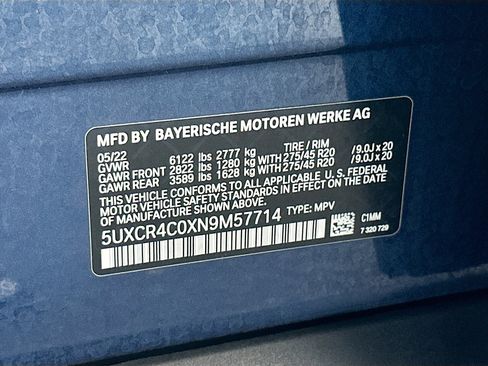 MFD BY BAYERISCHE MOTOREN WERKE AG
05/22 TIRE / RIM
GVWR 6122 lbs 2777 kg
GAWR FRONT 2822 lbs 1280 kg WITH 275/45 R20 /9.0J x 20
GAWR REAR 3589 lbs 1628 kg WITH 275/45 R20 /9.0J x 20
THIS VEHICLE CONFORMS TO ALL APPLICABLE U.S. FEDERAL
MOTOR VEHICLE SAFETY STANDARDS IN EFFECT ON THE DATE
OF MANUFACTURE SHOWN ABOVE.
5UXCR4C0XN9M57714 TYPE: MPV
C1MM
7 320 729